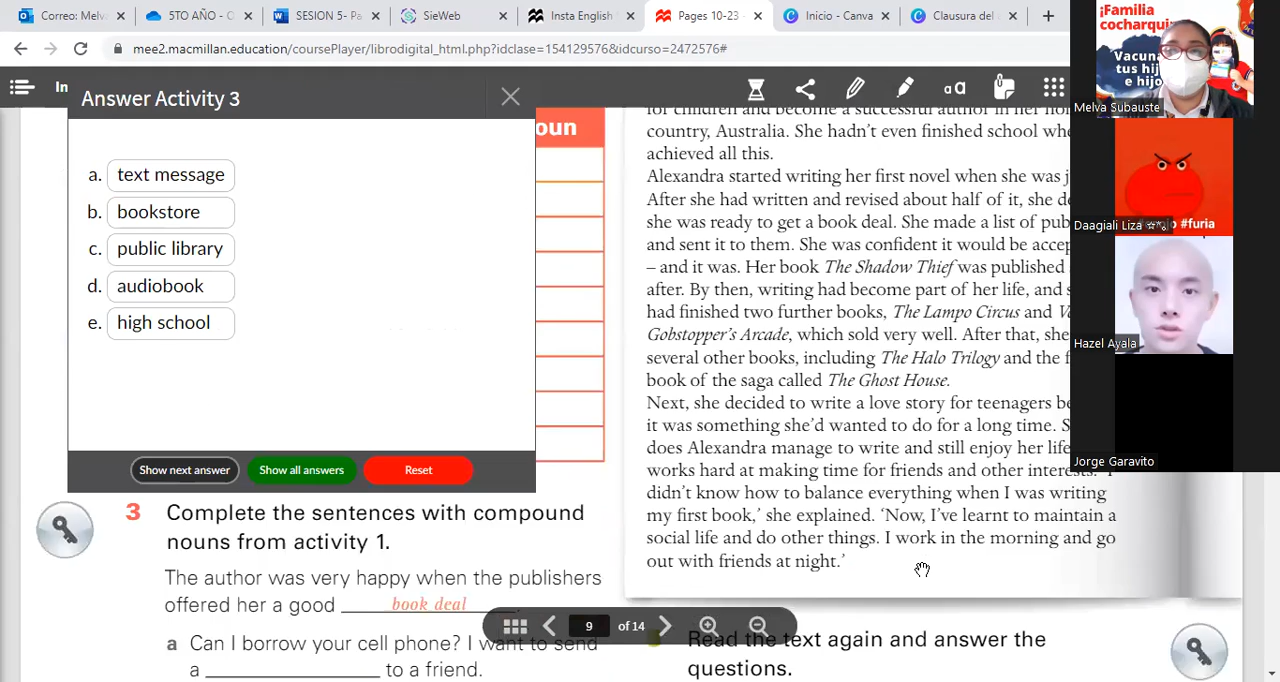 Correo: Melv
5TO AÑO - C
SESION 5- Pa
SieWeb
Insta English
Pages 10-23 -
Inicio - Canva
Clausura del
mee2.macmillan.education/coursePlayer/librodigital_html.php?idclase=154129576&idcurso=2472576#
In
aa
Answer Activity 3
a. text message
b. bookstore
c. public library
d. audiobook
e. high school
Show next answer
Show all answers
Reset
oun
3 Complete the sentences with compound
nouns from activity 1.
The author was very happy when the publishers
offered her a good book deal.
a Can I borrow your cell phone? I want to send
a ____________ to a friend.
9 of 14
for children and become a successful author in her hom
country, Australia. She hadn't even finished school whe
achieved all this.
Alexandra started writing her first novel when she was j
After she had written and revised about half of it, she de
she was ready to get a book deal. She made a list of pub
and sent it to them. She was confident it would be accep
– and it was. Her book The Shadow Thief was published
after. By then, writing had become part of her life, and s
had finished two further books, The Lampo Circus and V
Gobstopper's Arcade, which sold very well. After that, she
several other books, including The Halo Trilogy and the f
book of the saga called The Ghost House.
Next, she decided to write a love story for teenagers be
it was something she'd wanted to do for a long time. S
does Alexandra manage to write and still enjoy her life
works hard at making time for friends and other interests. 'I
didn't know how to balance everything when I was writing
my first book,' she explained. 'Now, I've learnt to maintain a
social life and do other things. I work in the morning and go
out with friends at night.'
Read the text again and answer the
questions.
¡Familia
cocharqui
Vacuna
tus hij
e hijo
Melva Subauste
#furia
Daagiali Liza
Hazel Ayala
Jorge Garavito